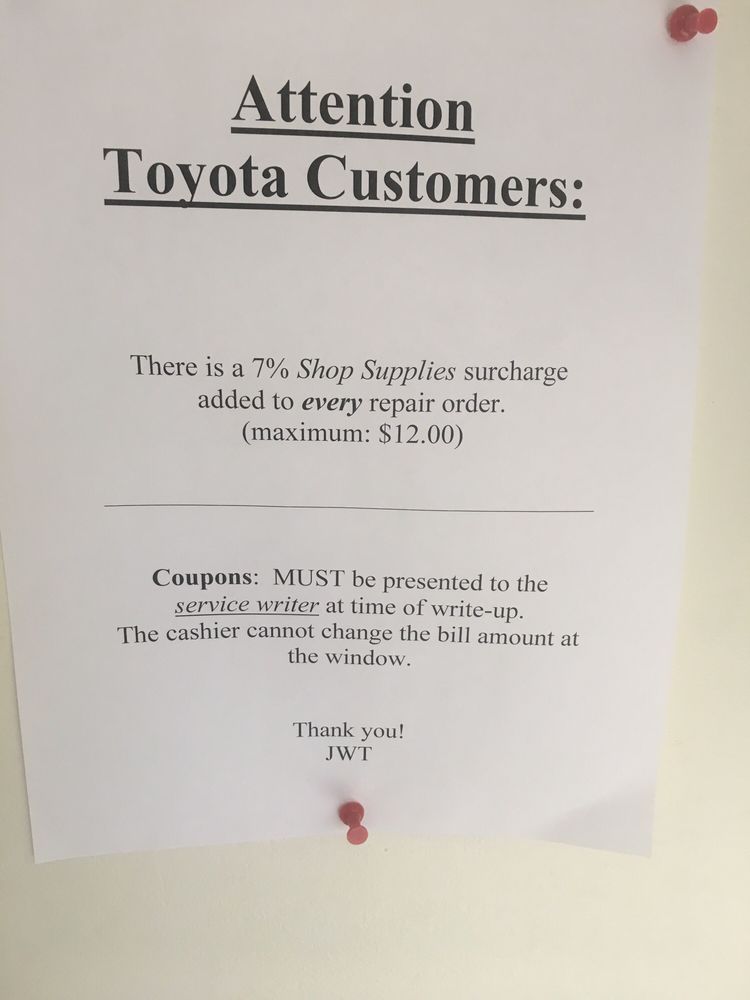 Attention
Toyota Customers:
There is a 7% Shop Supplies surcharge
added to every repair order.
(maximum: $12.00)
Coupons: MUST be presented to the
service writer at time of write-up.
The cashier cannot change the bill amount at
the window.
Thank you!
JWT